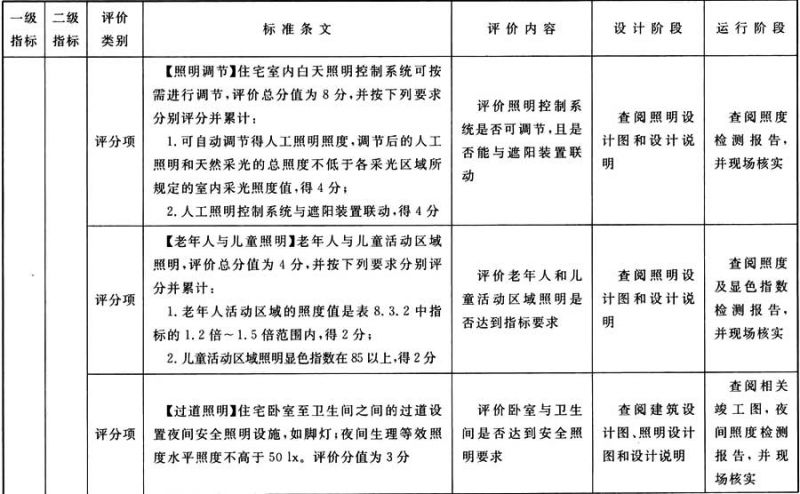 一级
指标
二级
指标
评价
类别
标准条文
评价内容
设计阶段
运行阶段
评分项
【照明调节】住宅室内白天照明控制系统可按
需进行调节,评价总分值为8分,并按下列要求
分别评分并累计:
1.可自动调节得人工照明照度,调节后的人工
照明和天然采光的总照度不低于各采光区域所
规定的室内采光照度值,得4分;
2.人工照明控制系统与遮阳装置联动,得4分
评价照明控制系
统是否可调节,且是
否能与遮阳装置联
动
查阅照明设
计图和设计说
明
查阅照度
检测报告,
并现场核实
评分项
【老年人与儿童照明】老年人与儿童活动区域
照明,评价总分值为4分,并按下列要求分别评
分并累计:
1.老年人活动区域的照度值是表8.3.2中指
标的1.2倍～1.5倍范围内,得2分;
2.儿童活动区域照明显色指数在85以上,得2分
评价老年人和儿
童活动区域照明是
否达到指标要求
查阅照明设
计图和设计说
明
查阅照度
及显色指数
检测报告,
并现场核实
评分项
【过道照明】住宅卧室至卫生间之间的过道设
置夜间安全照明设施,如脚灯;夜间生理等效照
度水平照度不高于50 lx。评价分值为3分
评价卧室与卫生
间是否达到安全照
明要求
查阅建筑设
计图、照明设计
图和设计说明
查阅相关
竣工图,夜
间照度检测
报告,并现
场核实